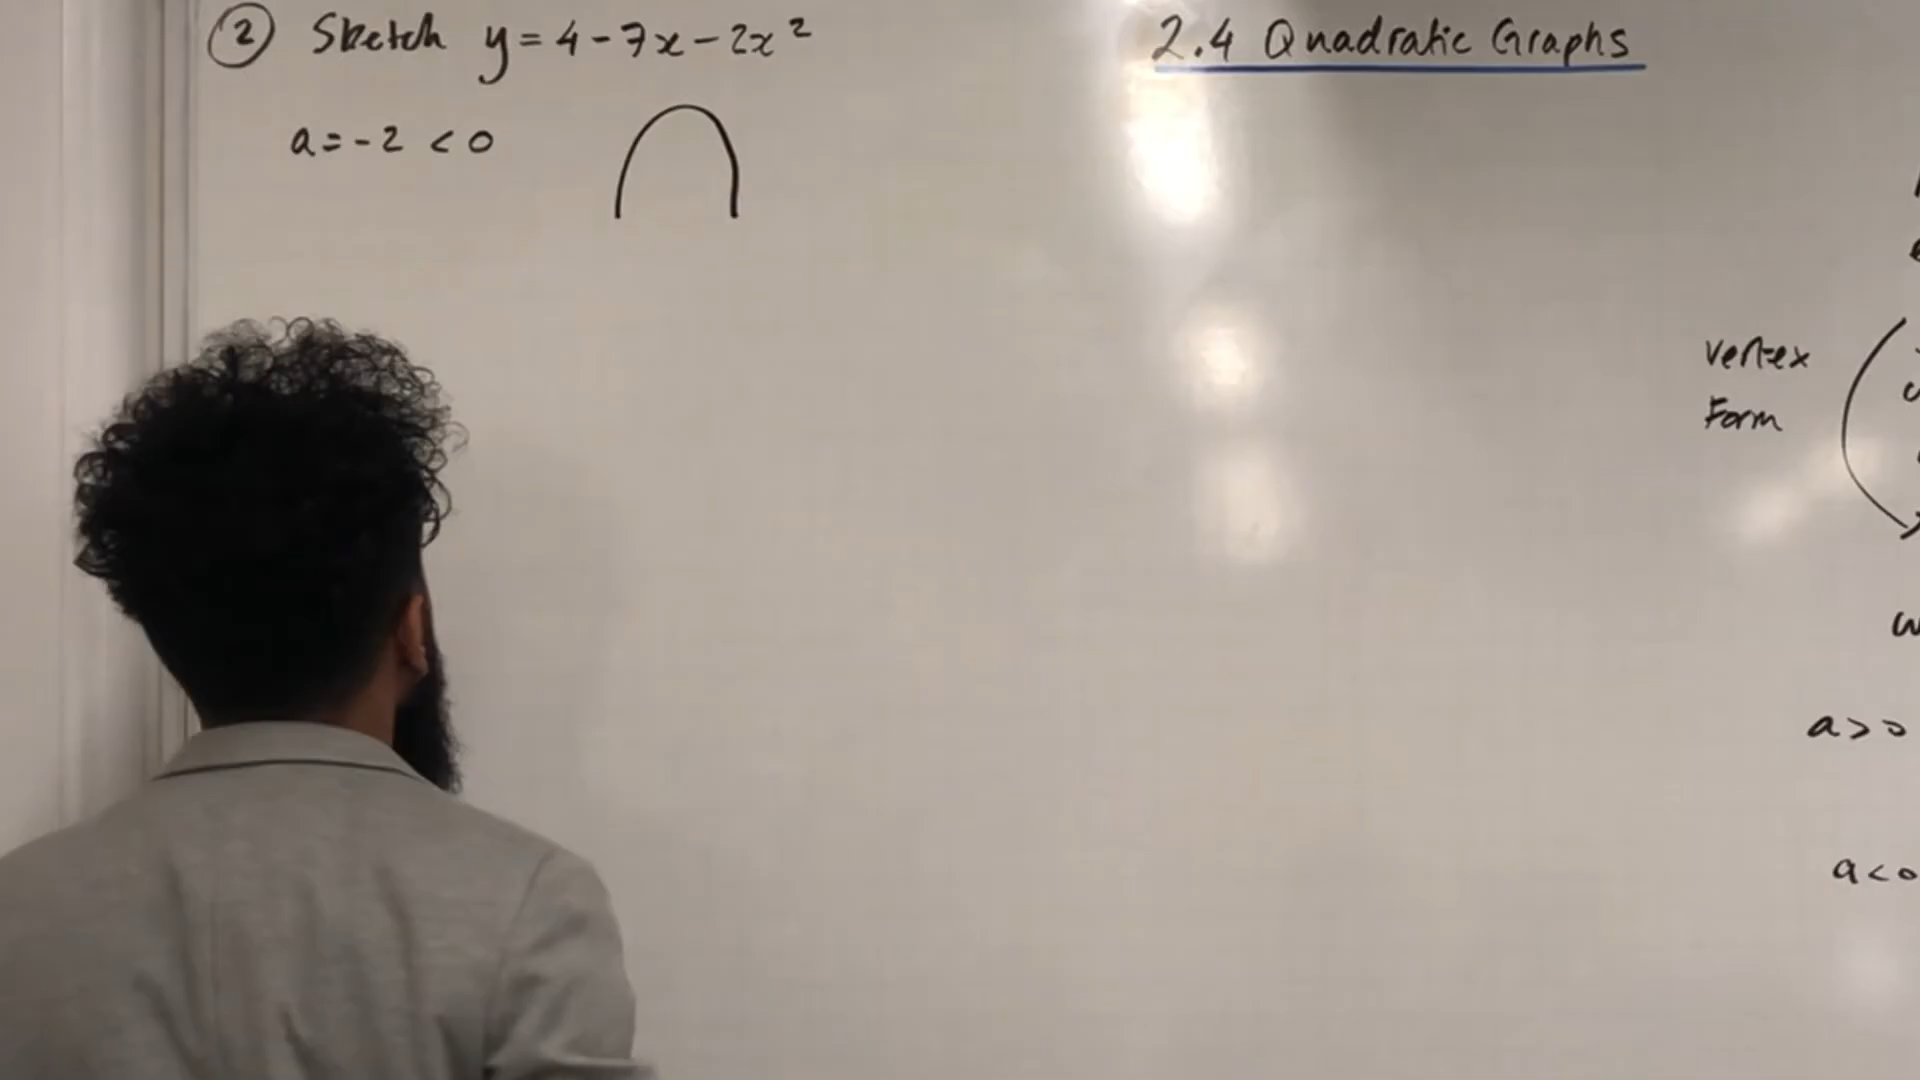 ② Sketch y = 4 - 7x - 2x²
a = -2 < 0
2.4 Quadratic Graphs
Vertex
Form
a > 0
a < 0